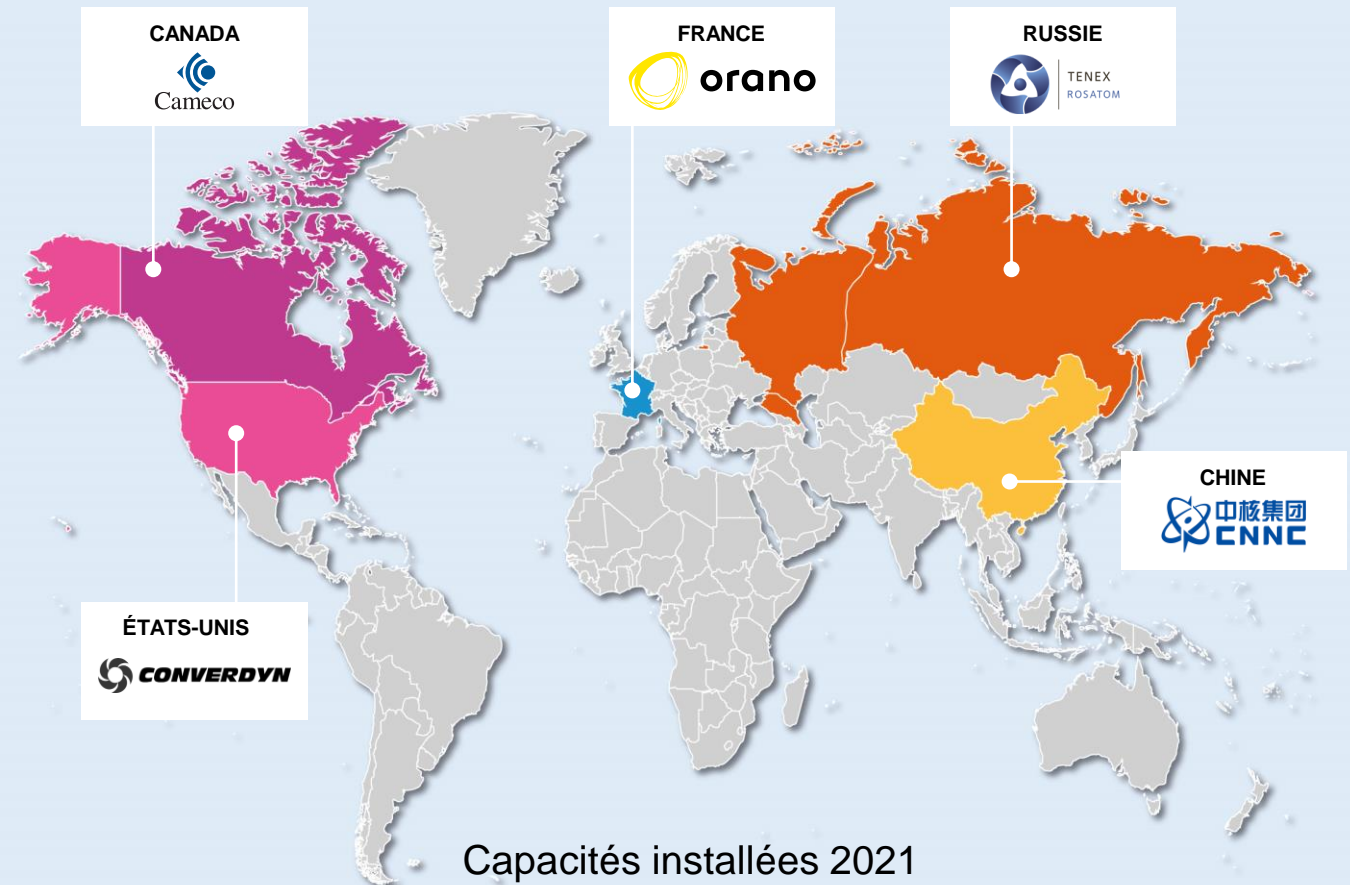 CANADA
Cameco
FRANCE
orano
RUSSIE
TENEX
ROSATOM
CHINE
中核集团
CNNC
ÉTATS-UNIS
CONVERDYN
Capacités installées 2021